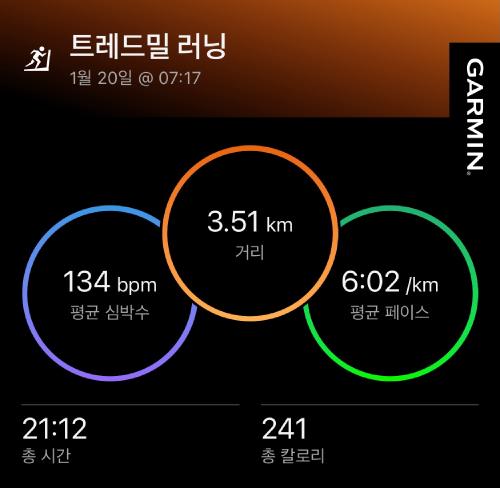 트레드밀 러닝
1월 20일 @ 07:17
GARMIN
3.51 km
거리
134 bpm
평균 심박수
6:02 /km
평균 페이스
21:12
총 시간
241
총 칼로리